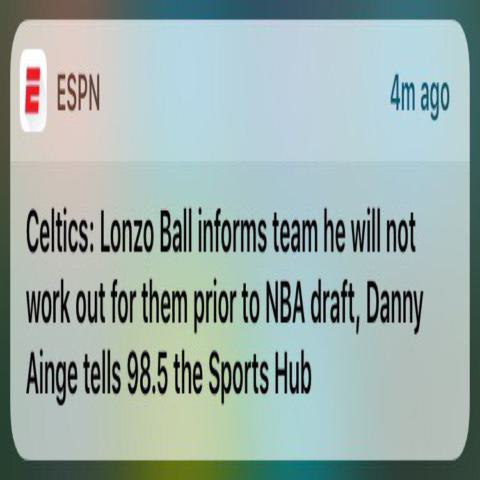 ESPN
4m ago
Celtics: Lonzo Ball informs team he will not
work out for them prior to NBA draft, Danny
Ainge tells 98.5 the Sports Hub